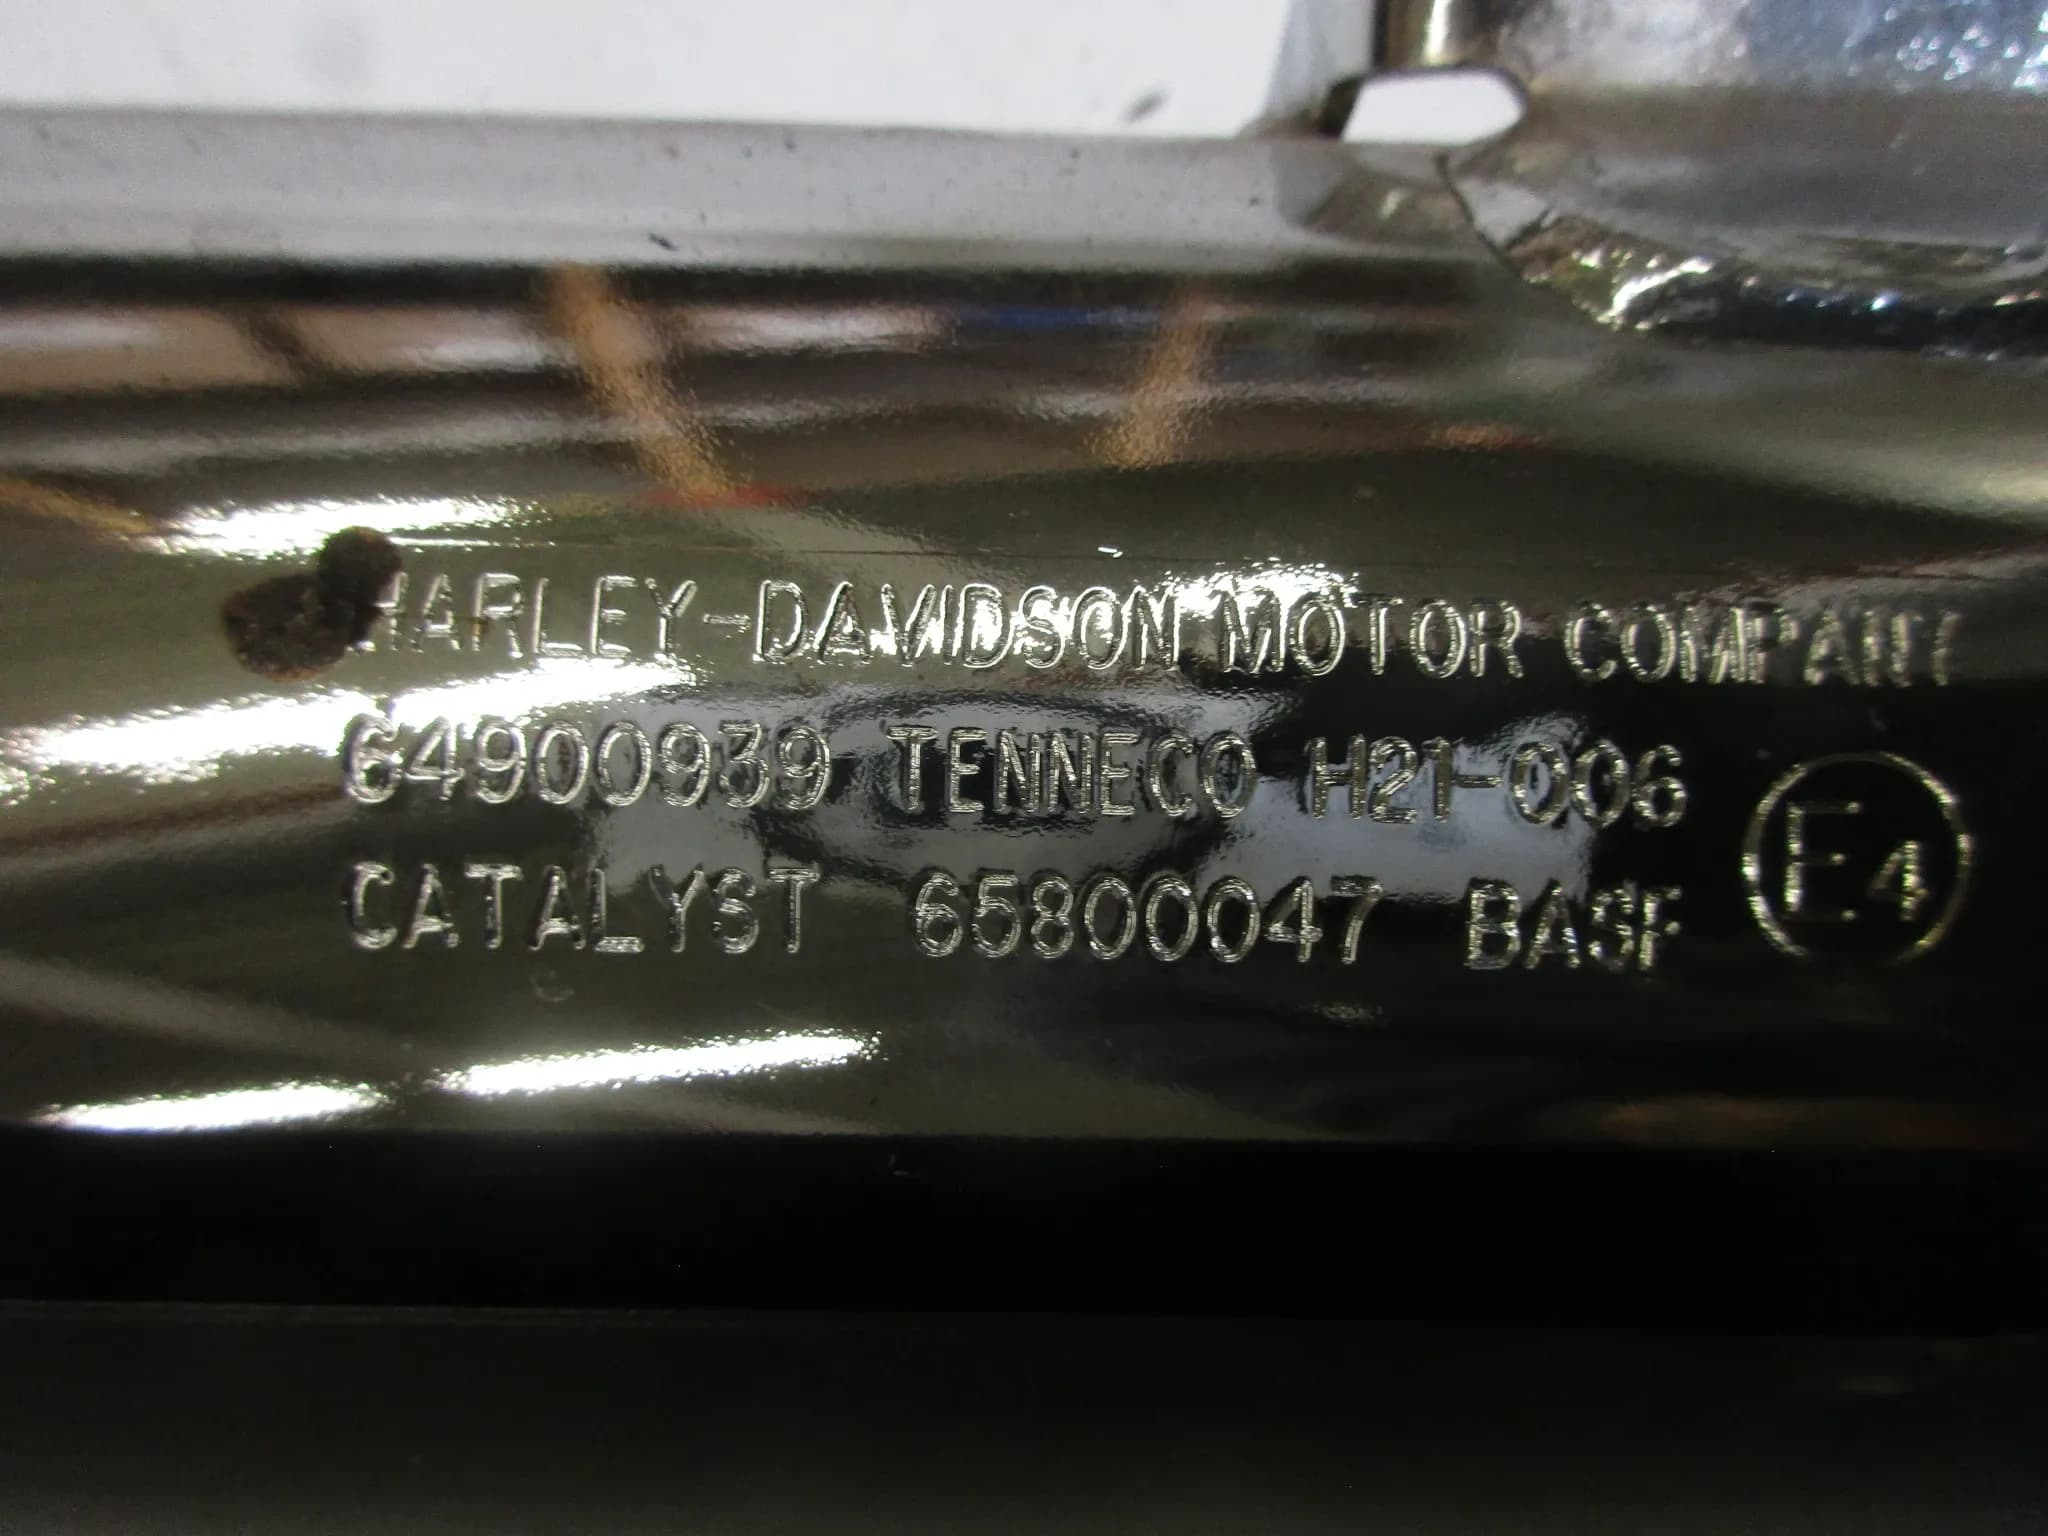 HARLEY-DAVIDSON MOTOR COMPANY
64900939 TENNECO H21-006
CATALYST 65800047 BASF
E4